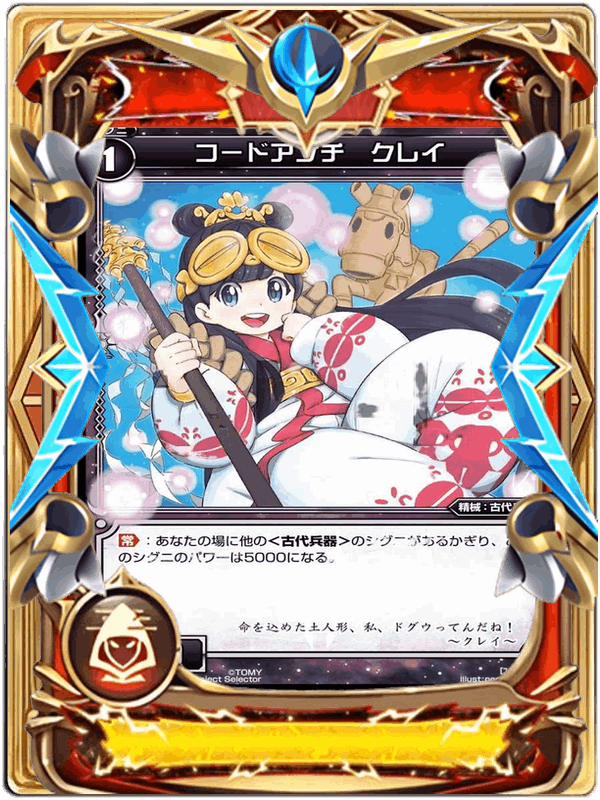 1
コードアンチ クレイ
精械:古代
常:あなたの場に他の<古代兵器>のシグニがあるかぎり、
のシグニのパワーは5000になる。
命を込めた土人形、私、ドグウってんだね!
~クレイ~
©TOMY
lect Selector
Illust: